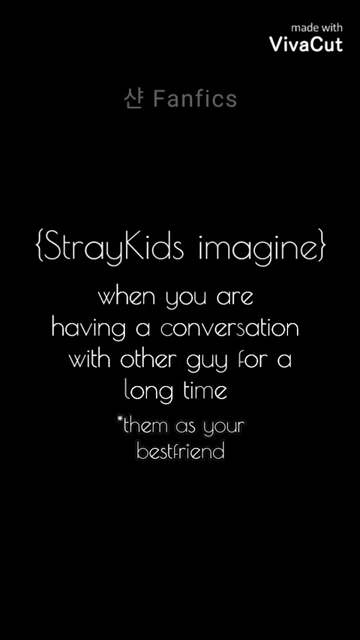 made with
VivaCut
샨 Fanfics
{StrayKids imagine}
when you are
having a conversation
with other guy for a
long time
*them as your
bestfriend